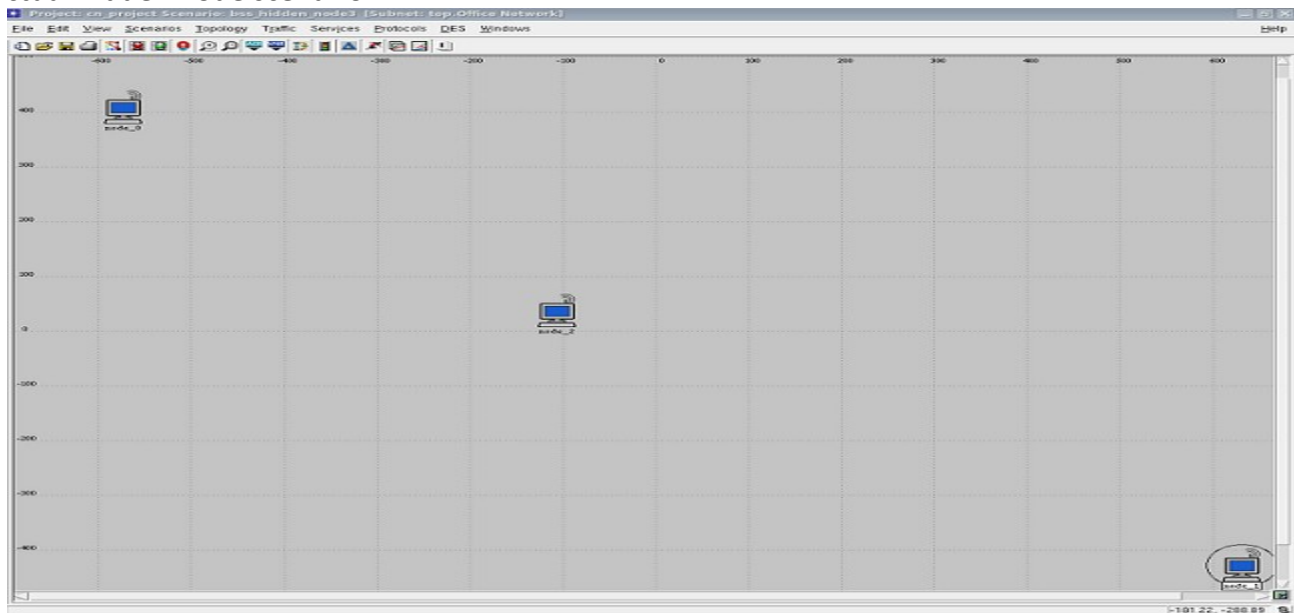 Project: cn_project Scenario: bss_hidden_node3 [Subnet: top.Office Network]
File Edit View Scenarios Topology Traffic Services Protocols DES Windows Help
-600 -500 -400 -300 -200 -100 0 100 200 300 400 500 600
400
node_0
300
200
100
node_2
0
-100
-200
-300
-400
node_1